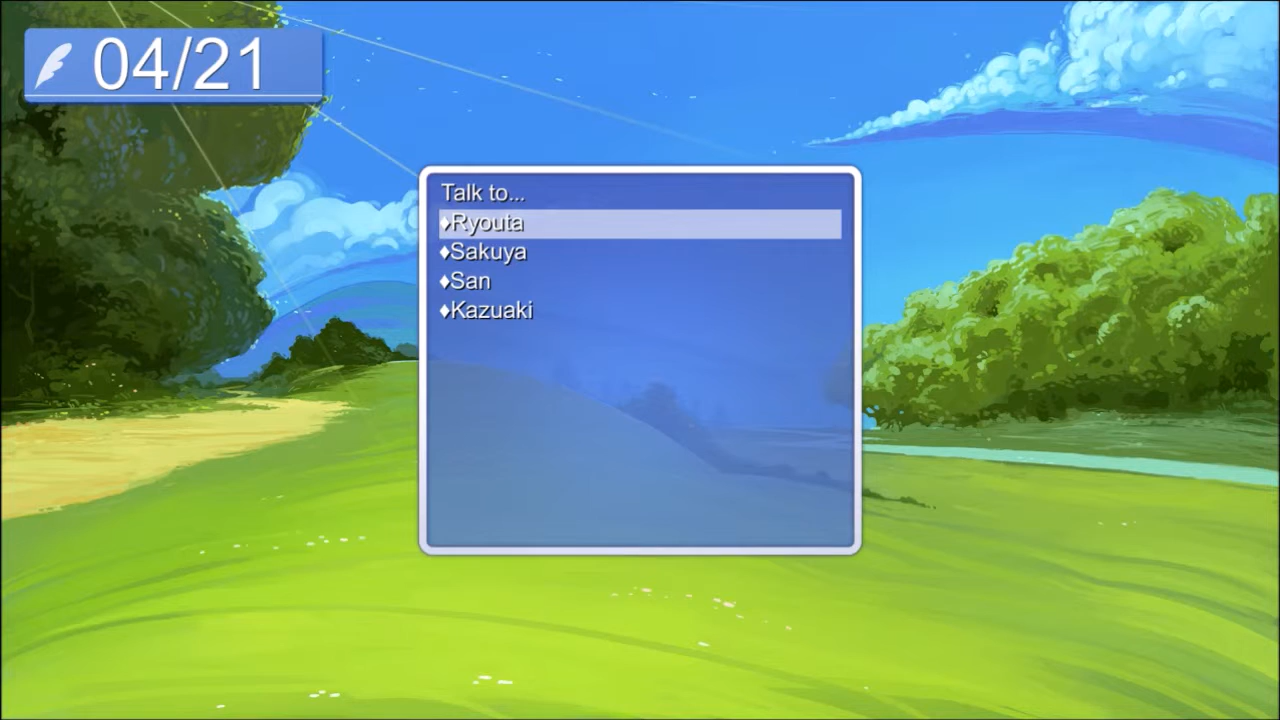 04/21
Talk to...
♦Ryouta
♦Sakuya
♦San
♦Kazuaki